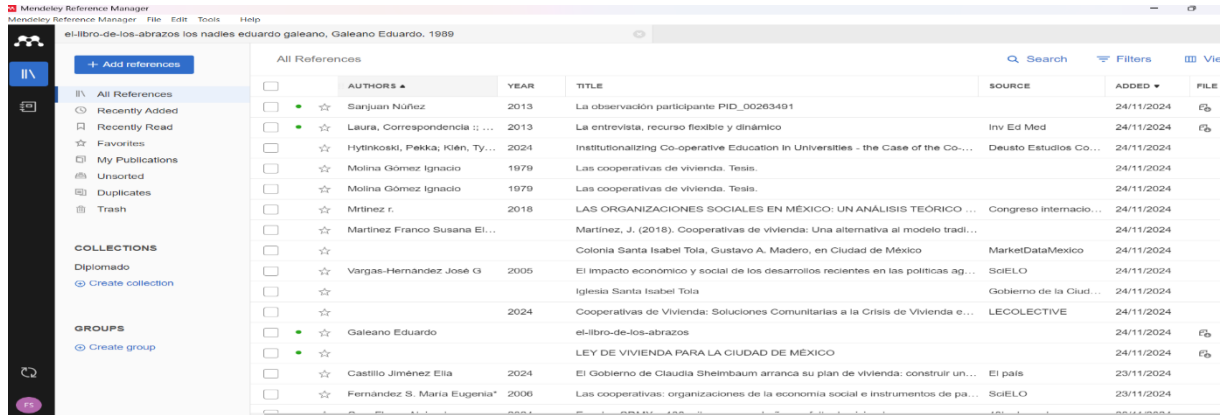 Mendeley Reference Manager
Mendeley Reference Manager File Edit Tools Help
el-libro-de-los-abrazos los nadies eduardo galeano, Galeano Eduardo. 1989
+ Add references
All References
Recently Added
Recently Read
Favorites
My Publications
Unsorted
Duplicates
Trash
COLLECTIONS
Diplomado
Create collection
GROUPS
Create group
FS
All References
Search Filters Vie
AUTHORS YEAR TITLE SOURCE ADDED FILE
Sanjuan Núñez 2013 La observación participante PID_00263491 24/11/2024
Laura, Correspondencia :; ... 2013 La entrevista, recurso flexible y dinámico Inv Ed Med 24/11/2024
Hytinkoski, Pekka; Klén, Ty... 2024 Institutionalizing Co-operative Education in Universities - the Case of the Co-... Deusto Estudios Co... 24/11/2024
Molina Gómez Ignacio 1979 Las cooperativas de vivienda. Tesis. 24/11/2024
Molina Gómez Ignacio 1979 Las cooperativas de vivienda. Tesis. 24/11/2024
Mrtinez r. 2018 LAS ORGANIZACIONES SOCIALES EN MÉXICO: UN ANÁLISIS TEÓRICO ... Congreso internacio... 24/11/2024
Martínez Franco Susana El... Martínez, J. (2018). Cooperativas de vivienda: Una alternativa al modelo tradi... 24/11/2024
Colonia Santa Isabel Tola, Gustavo A. Madero, en Ciudad de México MarketDataMexico 24/11/2024
Vargas-Hernández José G 2005 El impacto económico y social de los desarrollos recientes en las políticas ag... SciELO 24/11/2024
Iglesia Santa Isabel Tola Gobierno de la Ciud... 24/11/2024
2024 Cooperativas de Vivienda: Soluciones Comunitarias a la Crisis de Vivienda e... LECOLECTIVE 24/11/2024
Galeano Eduardo el-libro-de-los-abrazos 24/11/2024
LEY DE VIVIENDA PARA LA CIUDAD DE MÉXICO 24/11/2024
Castillo Jiménez Elia 2024 El Gobierno de Claudia Sheimbaum arranca su plan de vivienda: construir un... El país 23/11/2024
Fernández S. María Eugenia* 2006 Las cooperativas: organizaciones de la economía social e instrumentos de pa... SciELO 23/11/2024